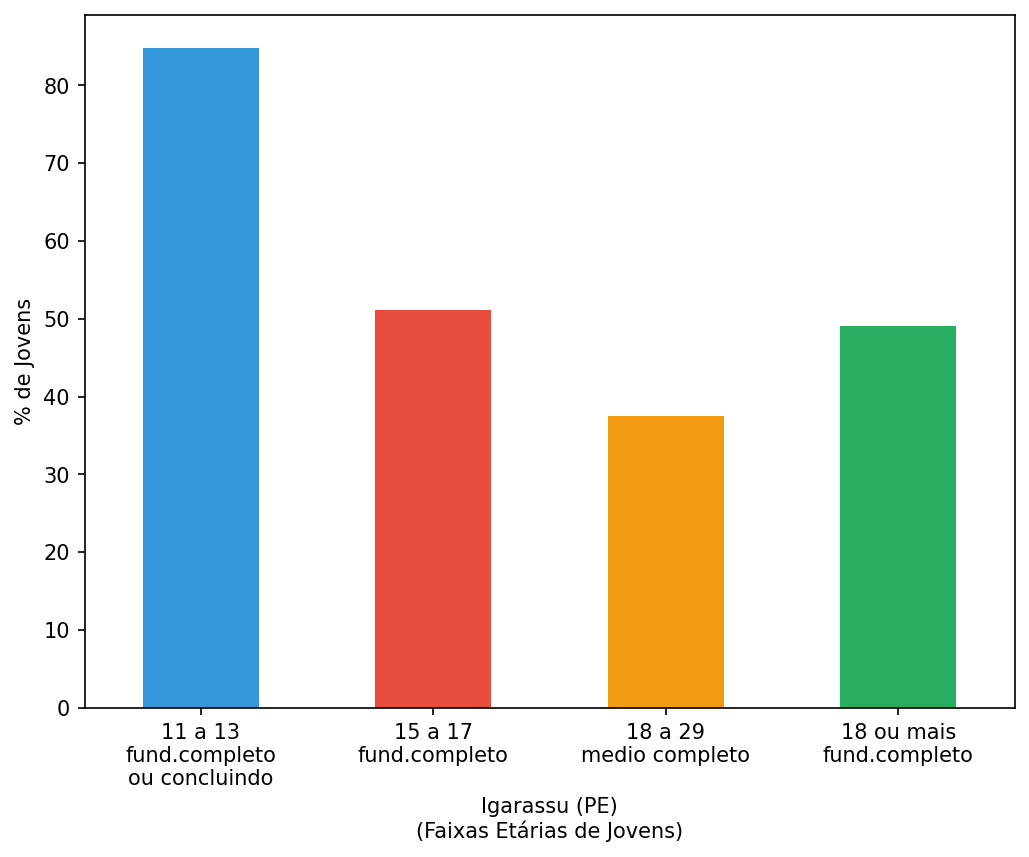 80
70
60
50
40
30
20
10
0
% de Jovens
11 a 13
fund.completo
ou concluindo
15 a 17
fund.completo
18 a 29
medio completo
18 ou mais
fund.completo
Igarassu (PE)
(Faixas Etárias de Jovens)